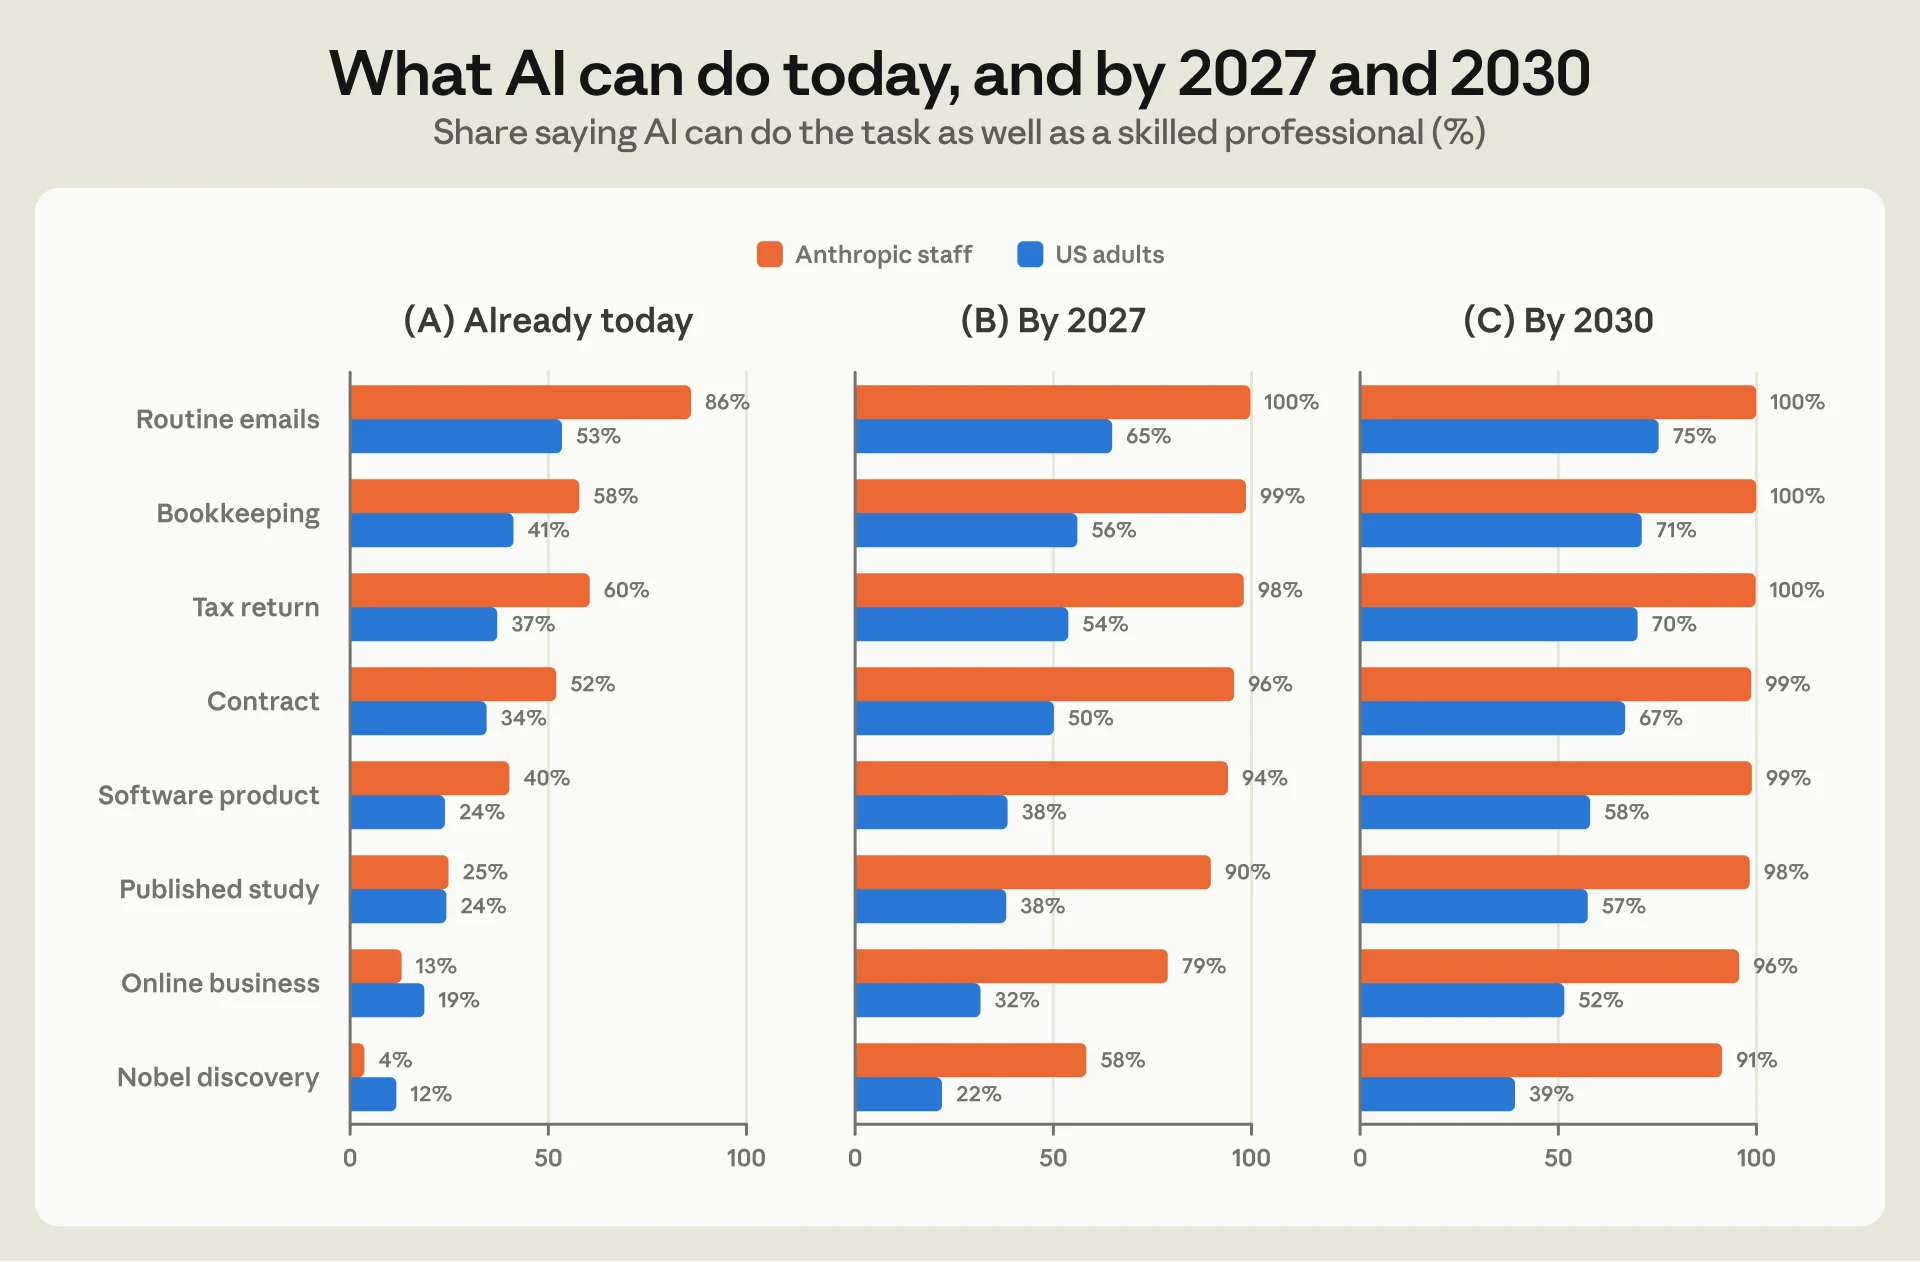 What AI can do today, and by 2027 and 2030
Share saying AI can do the task as well as a skilled professional (%)
Anthropic staff US adults
(A) Already today (B) By 2027 (C) By 2030
Routine emails
86% 100% 100%
53% 65% 75%
Bookkeeping
58% 99% 100%
41% 56% 71%
Tax return
60% 98% 100%
37% 54% 70%
Contract
52% 96% 99%
34% 50% 67%
Software product
40% 94% 99%
24% 38% 58%
Published study
25% 90% 98%
24% 38% 57%
Online business
13% 79% 96%
19% 32% 52%
Nobel discovery
4% 58% 91%
12% 22% 39%
0 50 100 0 50 100 0 50 100